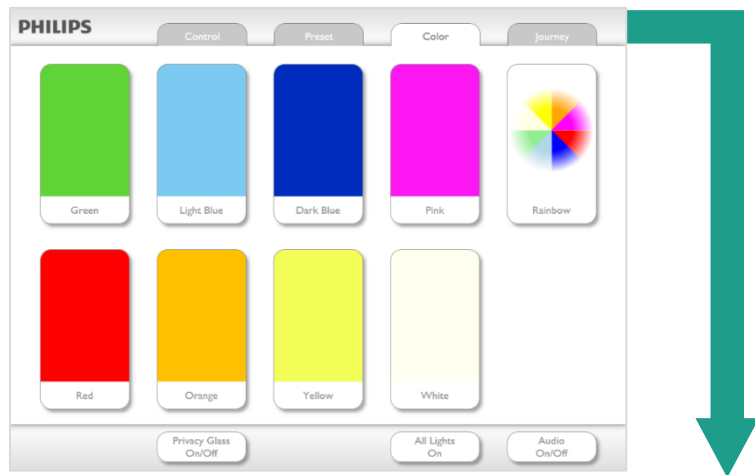 PHILIPS
Control Preset Color Journey
Green Light Blue Dark Blue Pink Rainbow
Red Orange Yellow White
Privacy Glass
On/Off
All Lights
On
Audio
On/Off